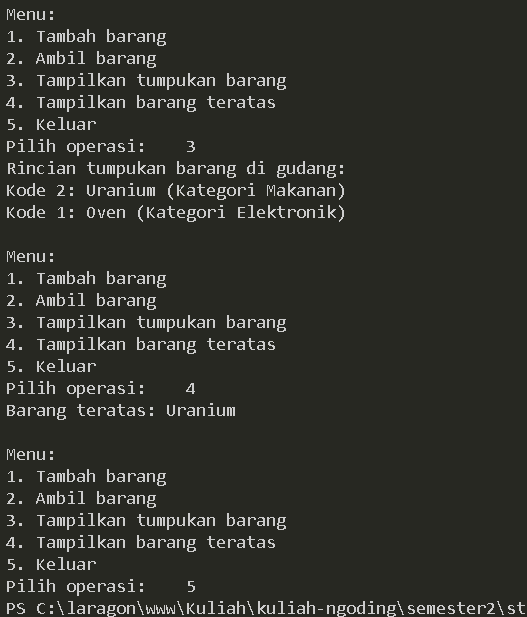 Menu:
1. Tambah barang
2. Ambil barang
3. Tampilkan tumpukan barang
4. Tampilkan barang teratas
5. Keluar
Pilih operasi:    3
Rincian tumpukan barang di gudang:
Kode 2: Uranium (Kategori Makanan)
Kode 1: Oven (Kategori Elektronik)

Menu:
1. Tambah barang
2. Ambil barang
3. Tampilkan tumpukan barang
4. Tampilkan barang teratas
5. Keluar
Pilih operasi:    4
Barang teratas: Uranium

Menu:
1. Tambah barang
2. Ambil barang
3. Tampilkan tumpukan barang
4. Tampilkan barang teratas
5. Keluar
Pilih operasi:    5
PS C:\laragon\www\Kuliah\kuliah-ngoding\semester2\st